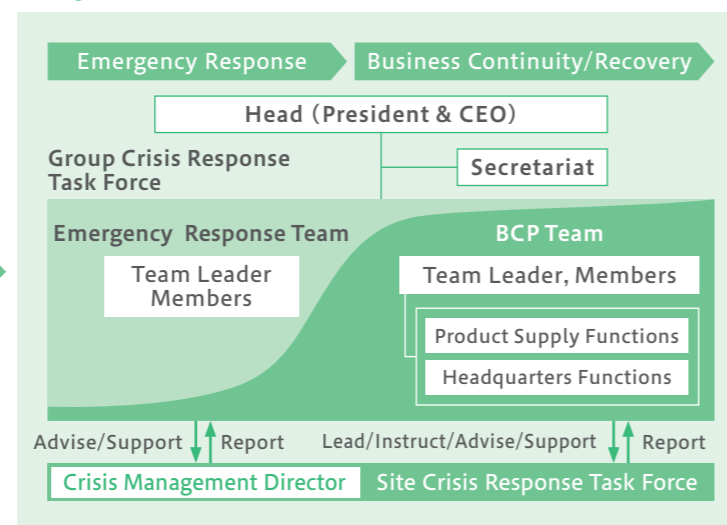 Emergency Response
Business Continuity/Recovery
Head (President & CEO)
Group Crisis Response
Task Force
Secretariat
Emergency Response Team
BCP Team
Team Leader
Members
Team Leader, Members
Product Supply Functions
Headquarters Functions
Advise/Support
Report
Lead/Instruct/Advise/Support
Report
Crisis Management Director
Site Crisis Response Task Force